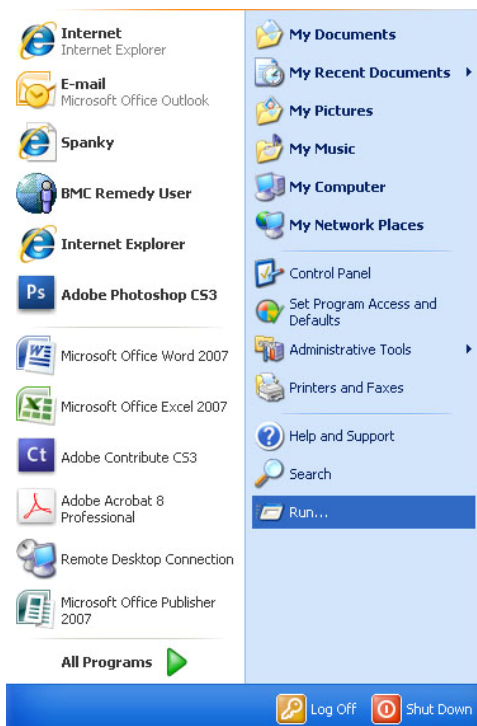 Internet
Internet Explorer
E-mail
Microsoft Office Outlook
Spanky
BMC Remedy User
Internet Explorer
Ps
Adobe Photoshop CS3
Microsoft Office Word 2007
Microsoft Office Excel 2007
Ct
Adobe Contribute CS3
Adobe Acrobat 8
Professional
Remote Desktop Connection
Microsoft Office Publisher
2007
All Programs
My Documents
My Recent Documents
My Pictures
My Music
My Computer
My Network Places
Control Panel
Set Program Access and
Defaults
Administrative Tools
Printers and Faxes
Help and Support
Search
Run...
Log Off
Shut Down